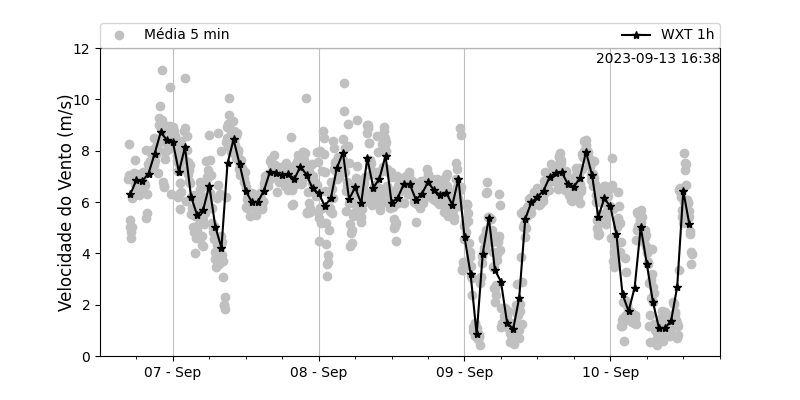 Média 5 min
WXT 1h
2023-09-13 16:38
Velocidade do Vento (m/s)
12
10
8
6
4
2
0
07 - Sep
08 - Sep
09 - Sep
10 - Sep